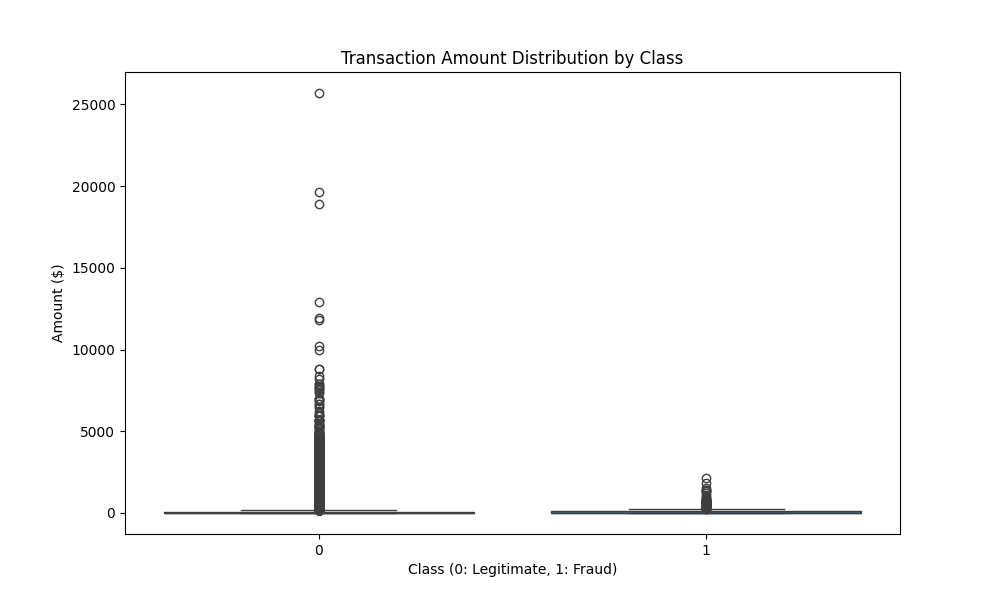 Transaction Amount Distribution by Class
25000
20000
15000
10000
5000
0
Amount ($)
0 1
Class (0: Legitimate, 1: Fraud)